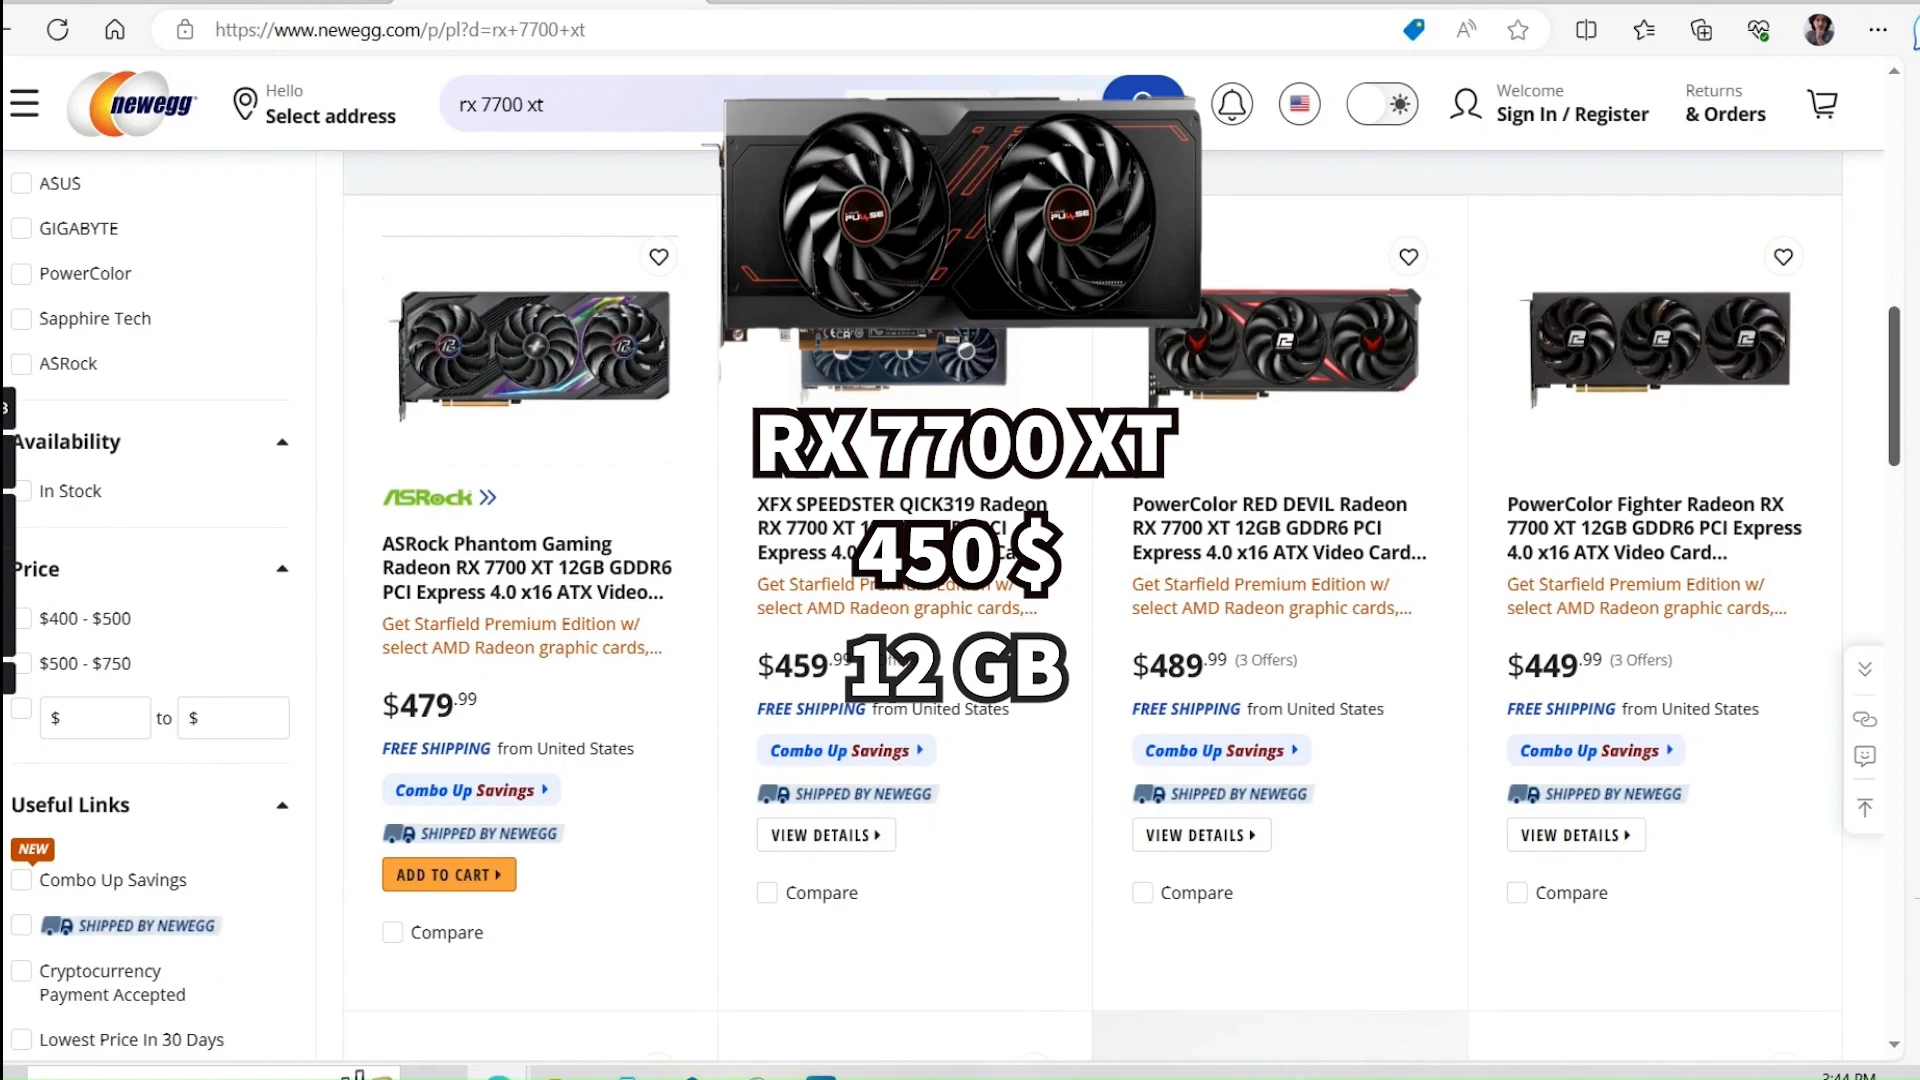 https://www.newegg.com/p/pl?d=rx+7700+xt
newegg
Hello
Select address
rx 7700 xt
Welcome
Sign In / Register
Returns
& Orders
ASUS
GIGABYTE
PowerColor
Sapphire Tech
ASRock
Availability
In Stock
Price
$400 - $500
$500 - $750
$ to $
Useful Links
NEW
Combo Up Savings
SHIPPED BY NEWEGG
Cryptocurrency
Payment Accepted
Lowest Price In 30 Days
PULSE
PULSE
RX 7700 XT
450 $
12 GB
ASRock
ASRock Phantom Gaming
Radeon RX 7700 XT 12GB GDDR6
PCI Express 4.0 x16 ATX Video...
Get Starfield Premium Edition w/
select AMD Radeon graphic cards,...
$479.99
FREE SHIPPING from United States
Combo Up Savings
SHIPPED BY NEWEGG
ADD TO CART
Compare
XFX SPEEDSTER QICK319 Radeon
RX 7700 XT
Express 4.0
Get Starfield Edition w/
select AMD Radeon graphic cards,...
$459.99
FREE SHIPPING from United States
Combo Up Savings
SHIPPED BY NEWEGG
VIEW DETAILS
Compare
PowerColor RED DEVIL Radeon
RX 7700 XT 12GB GDDR6 PCI
Express 4.0 x16 ATX Video Card...
Get Starfield Premium Edition w/
select AMD Radeon graphic cards,...
$489.99 (3 Offers)
FREE SHIPPING from United States
Combo Up Savings
SHIPPED BY NEWEGG
VIEW DETAILS
Compare
PowerColor Fighter Radeon RX
7700 XT 12GB GDDR6 PCI Express
4.0 x16 ATX Video Card...
Get Starfield Premium Edition w/
select AMD Radeon graphic cards,...
$449.99 (3 Offers)
FREE SHIPPING from United States
Combo Up Savings
SHIPPED BY NEWEGG
VIEW DETAILS
Compare